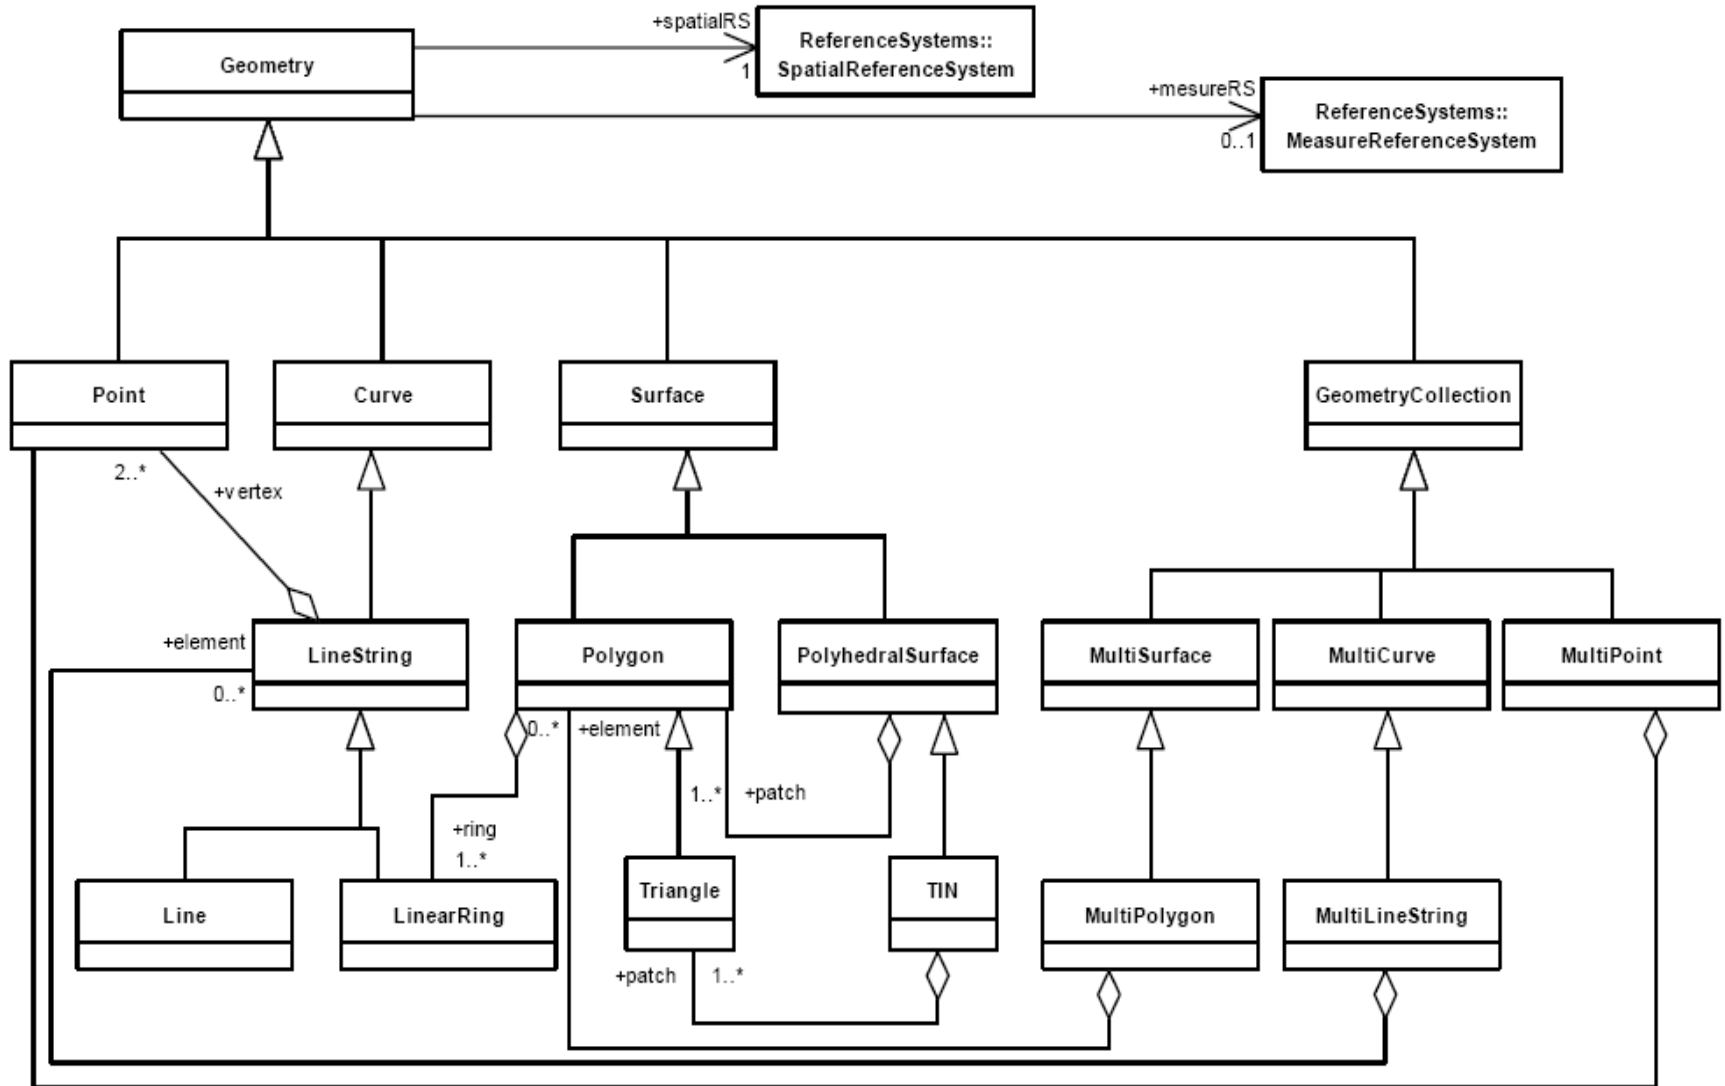 +spatialRS
ReferenceSystems::
SpatialReferenceSystem
1
Geometry
+mesureRS
ReferenceSystems::
MeasureReferenceSystem
0..1
Point
Curve
Surface
GeometryCollection
2..*
+vertex
+element
0..*
LineString
Polygon
PolyhedralSurface
MultiSurface
MultiCurve
MultiPoint
0..*
+element
1..*
+patch
+ring
1..*
Line
LinearRing
Triangle
TIN
MultiPolygon
MultiLineString
+patch
1..*